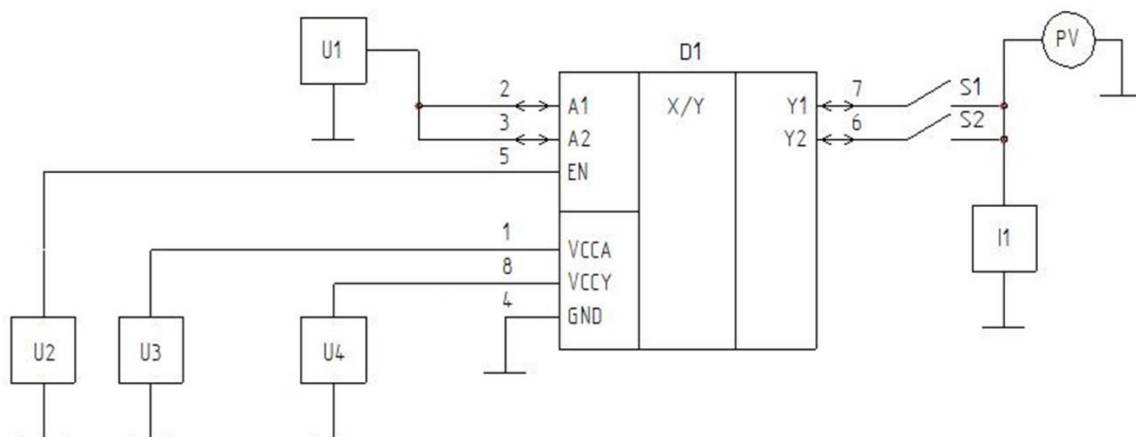 PV
U1
D1
2
A1
X/Y
Y1
7
S1
3
A2
Y2
6
S2
5
EN
I1
1
VCCA
8
VCCY
4
GND
U2
U3
U4